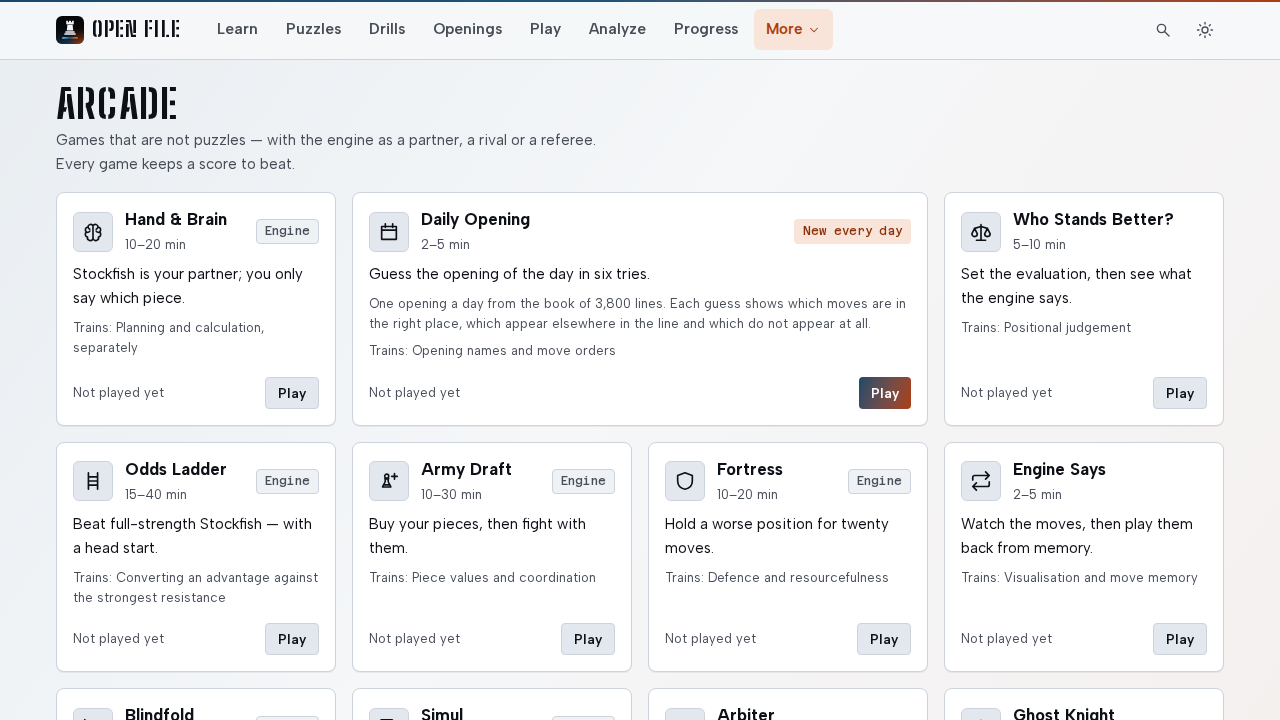 OPEN FILE
Learn
Puzzles
Drills
Openings
Play
Analyze
Progress
More
ARCADE
Games that are not puzzles — with the engine as a partner, a rival or a referee.
Every game keeps a score to beat.
Hand & Brain
10–20 min
Engine
Stockfish is your partner; you only
say which piece.
Trains: Planning and calculation,
separately
Not played yet
Play
Daily Opening
2–5 min
New every day
Guess the opening of the day in six tries.
One opening a day from the book of 3,800 lines. Each guess shows which moves are in
the right place, which appear elsewhere in the line and which do not appear at all.
Trains: Opening names and move orders
Not played yet
Play
Who Stands Better?
5–10 min
Set the evaluation, then see what
the engine says.
Trains: Positional judgement
Not played yet
Play
Odds Ladder
15–40 min
Engine
Beat full-strength Stockfish — with
a head start.
Trains: Converting an advantage against
the strongest resistance
Not played yet
Play
Army Draft
10–30 min
Engine
Buy your pieces, then fight with
them.
Trains: Piece values and coordination
Not played yet
Play
Fortress
10–20 min
Engine
Hold a worse position for twenty
moves.
Trains: Defence and resourcefulness
Not played yet
Play
Engine Says
2–5 min
Watch the moves, then play them
back from memory.
Trains: Visualisation and move memory
Not played yet
Play
Blindfold
Simul
Arbiter
Ghost Knight